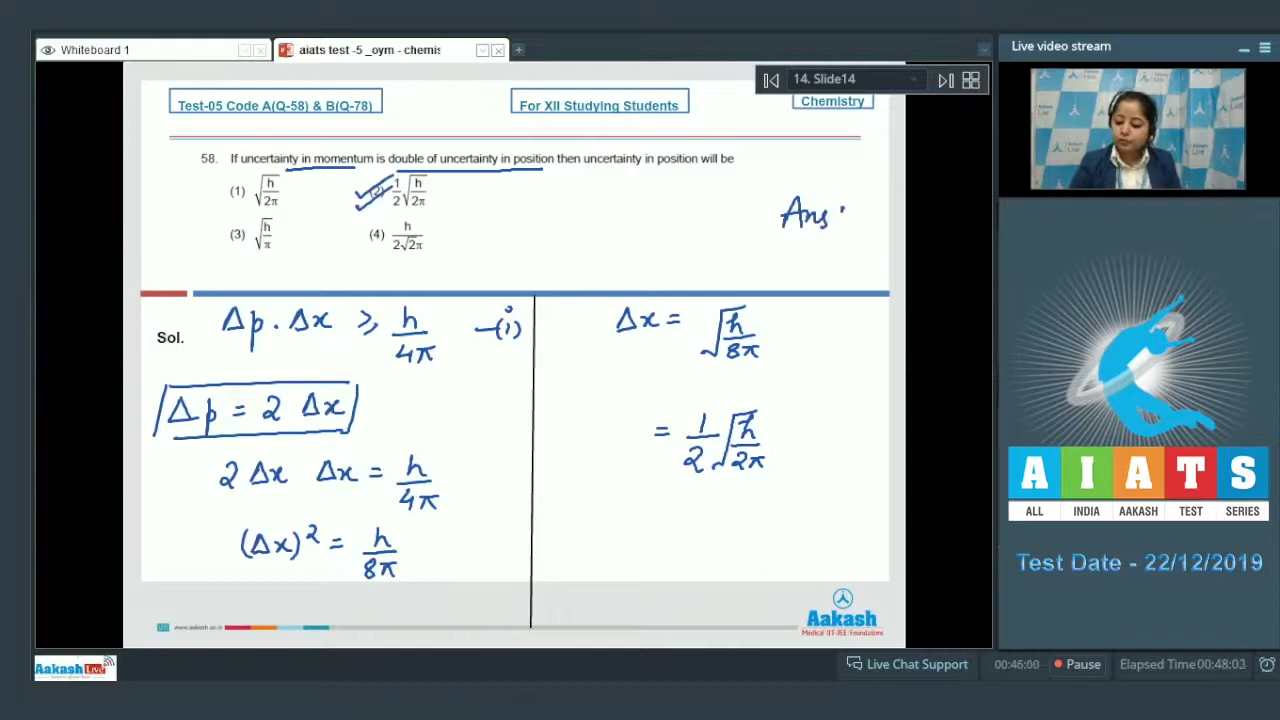 Whiteboard 1
aiats test -5 _oym - chemis
Live video stream
14. Slide14
Test-05 Code A(Q-58) & B(Q-78)
For XII Studying Students
Chemistry
58. If uncertainty in momentum is double of uncertainty in position then uncertainty in position will be
(1) √(h/2π) (2) 1/2 √(h/2π)
(3) √(h/π) (4) h/(2√2π)
Ans
Sol.
Δp . Δx ≥ h/4π —(i)
Δp = 2 Δx
2 Δx Δx = h/4π
(Δx)² = h/8π
Δx = √(h/8π)
= 1/2 √(h/2π)
www.aakash.ac.in
Aakash
Medical|IIT-JEE|Foundations
AIATS
ALL INDIA AAKASH TEST SERIES
Test Date - 22/12/2019
Aakash Live
Live Chat Support
00:46:00
Pause
Elapsed Time 00:48:03